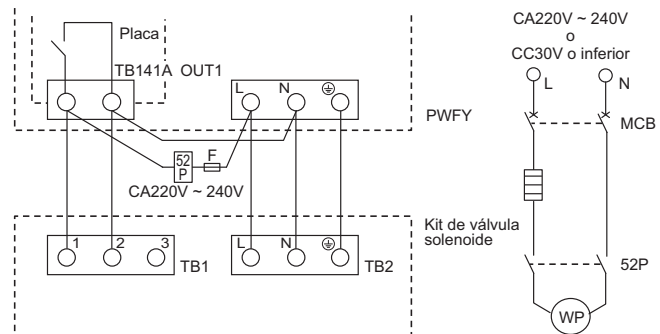 Placa
TB141A OUT1
L
N
PWFY
52
P
F
CA220V ~ 240V
1
2
3
TB1
L
N
TB2
Kit de válvula
solenoide
CA220V ~ 240V
o
CC30V o inferior
L
N
MCB
52P
WP